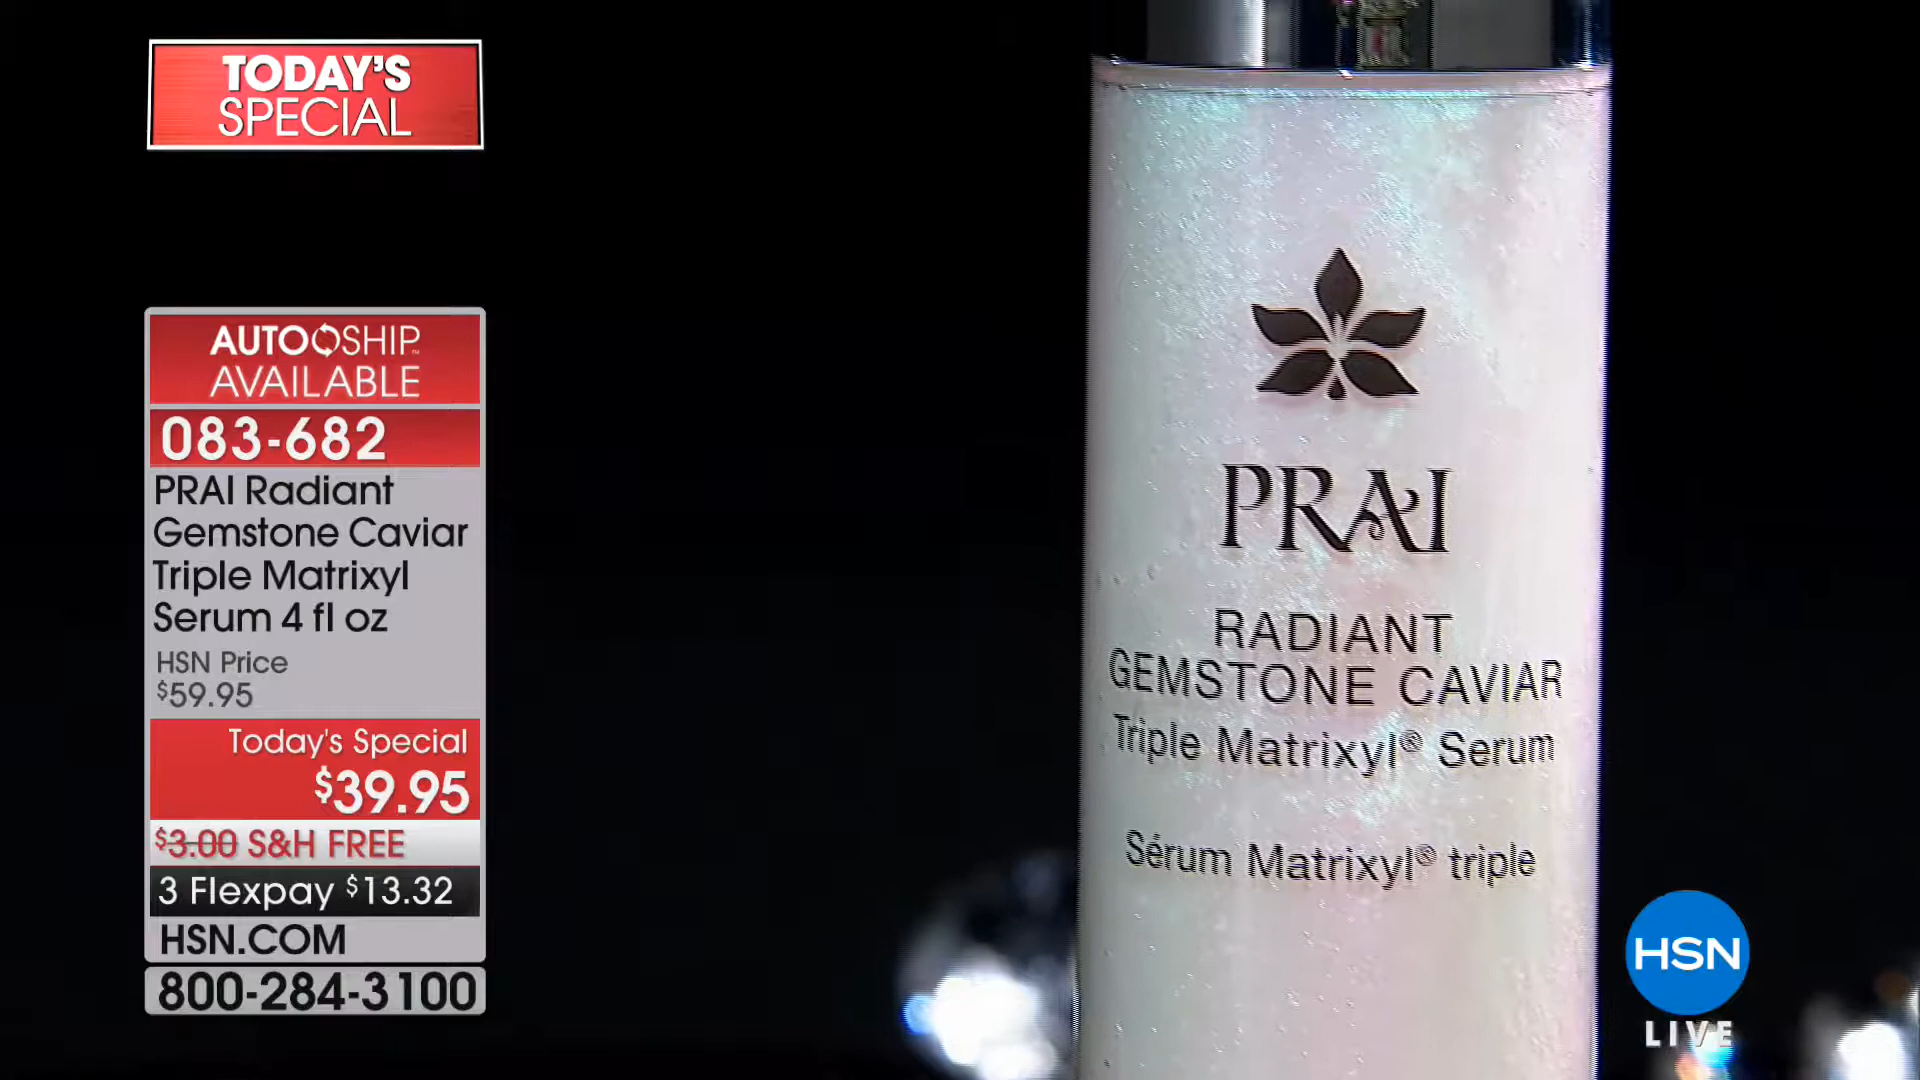 TODAY'S
SPECIAL
AUTO SHIP™
AVAILABLE
083-682
PRAI Radiant
Gemstone Caviar
Triple Matrixyl
Serum 4 fl oz
HSN Price
$59.95
Today's Special
$39.95
$3.00 S&H FREE
3 Flexpay $13.32
HSN.COM
800-284-3100
PRAI
RADIANT
GEMSTONE CAVIAR
Triple Matrixyl® Serum
Sérum Matrixyl® triple
HSN
LIVE